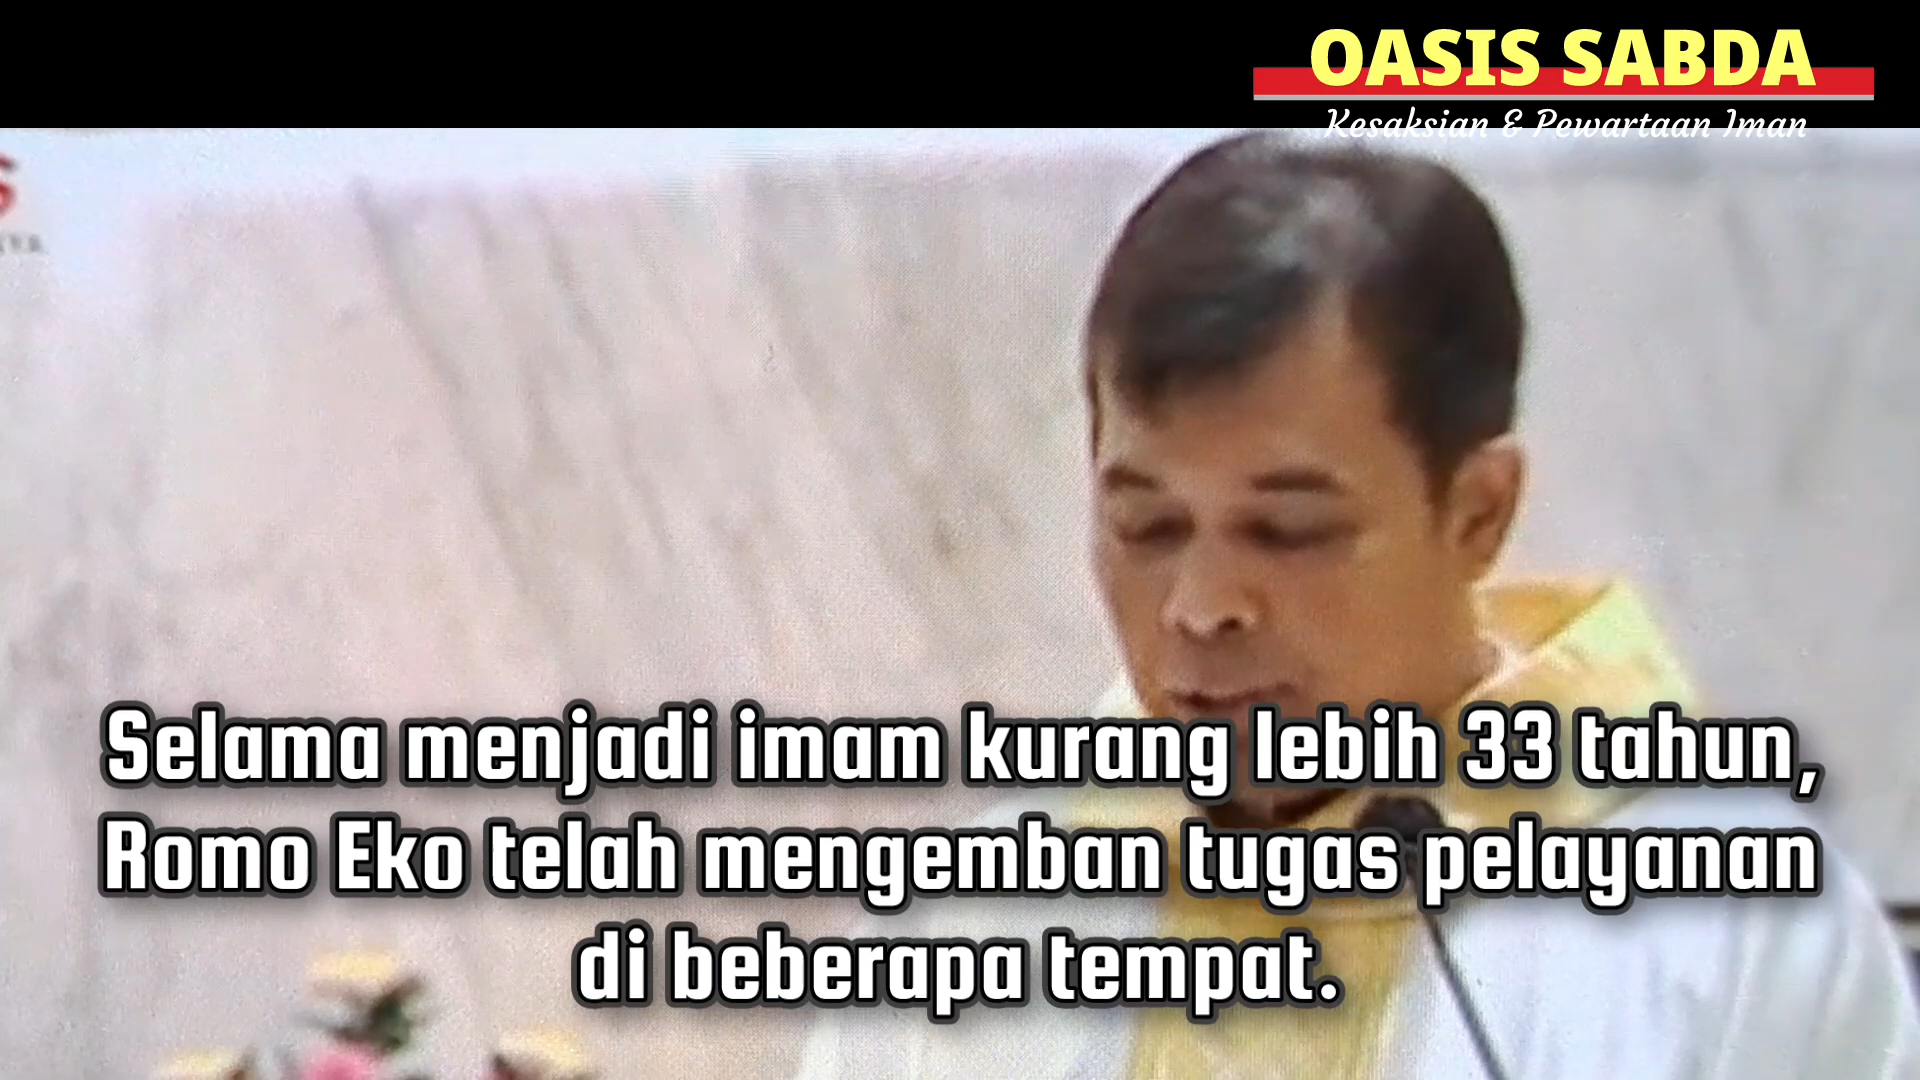 OASIS SABDA
Kesaksian & Pewartaan Iman
Selama menjadi imam kurang lebih 33 tahun,
Romo Eko telah mengemban tugas pelayanan
di beberapa tempat.